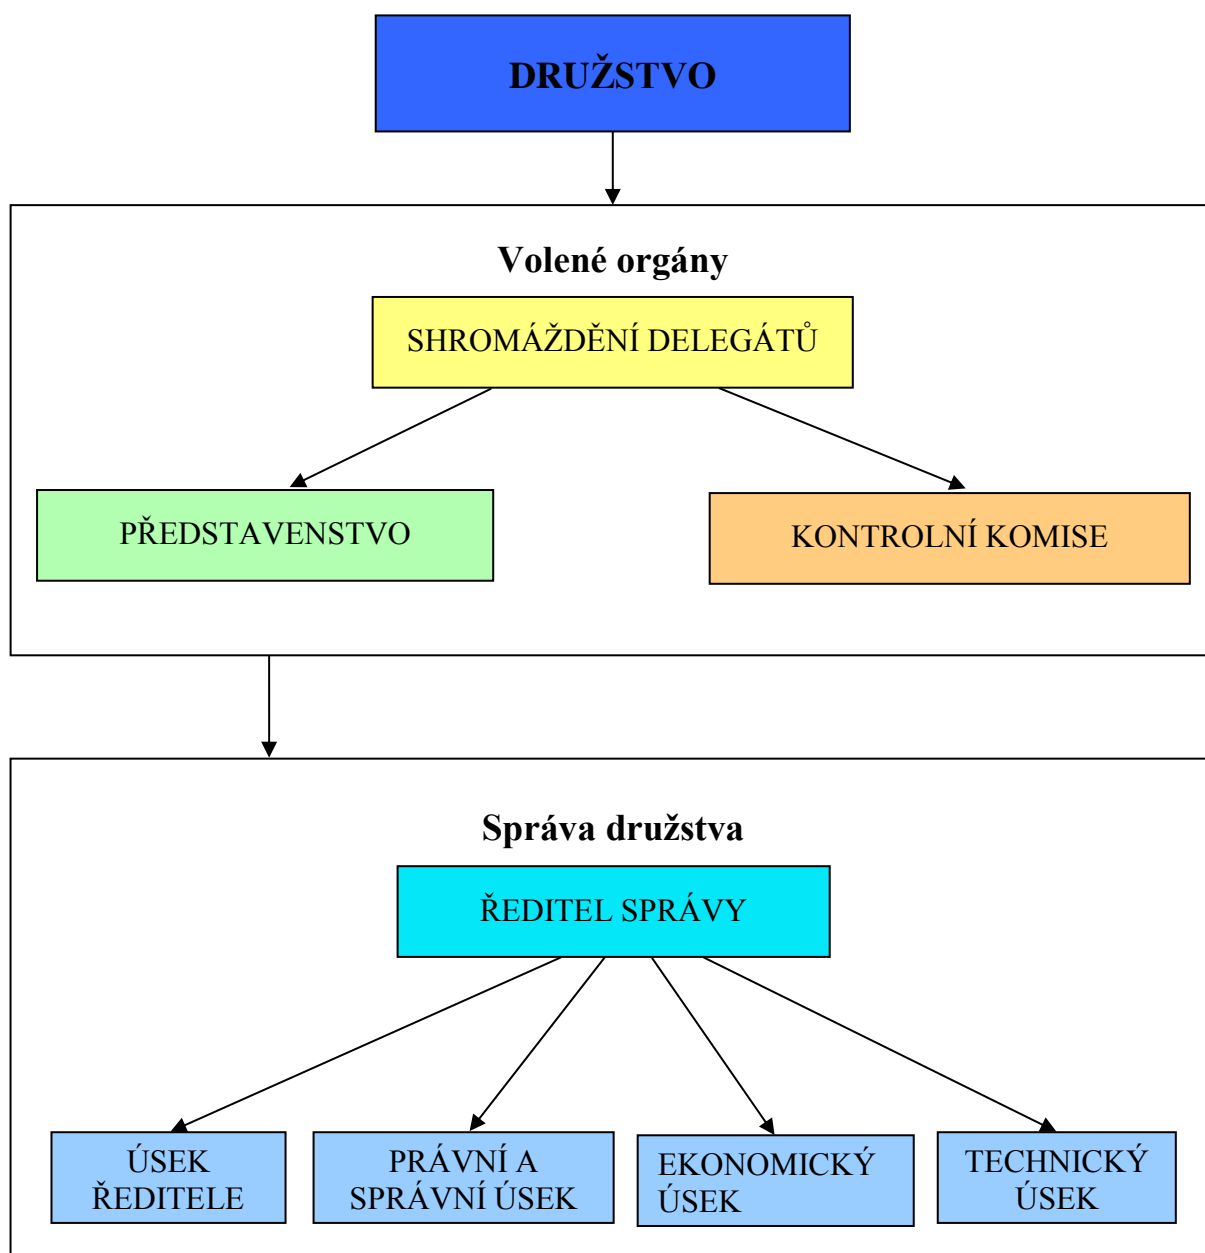 DRUŽSTVO
Volené orgány
SHROMÁŽDĚNÍ DELEGÁTŮ
PŘEDSTAVENSTVO
KONTROLNÍ KOMISE
Správa družstva
ŘEDITEL SPRÁVY
ÚSEK
ŘEDITELE
PRÁVNÍ A
SPRÁVNÍ ÚSEK
EKONOMICKÝ
ÚSEK
TECHNICKÝ
ÚSEK